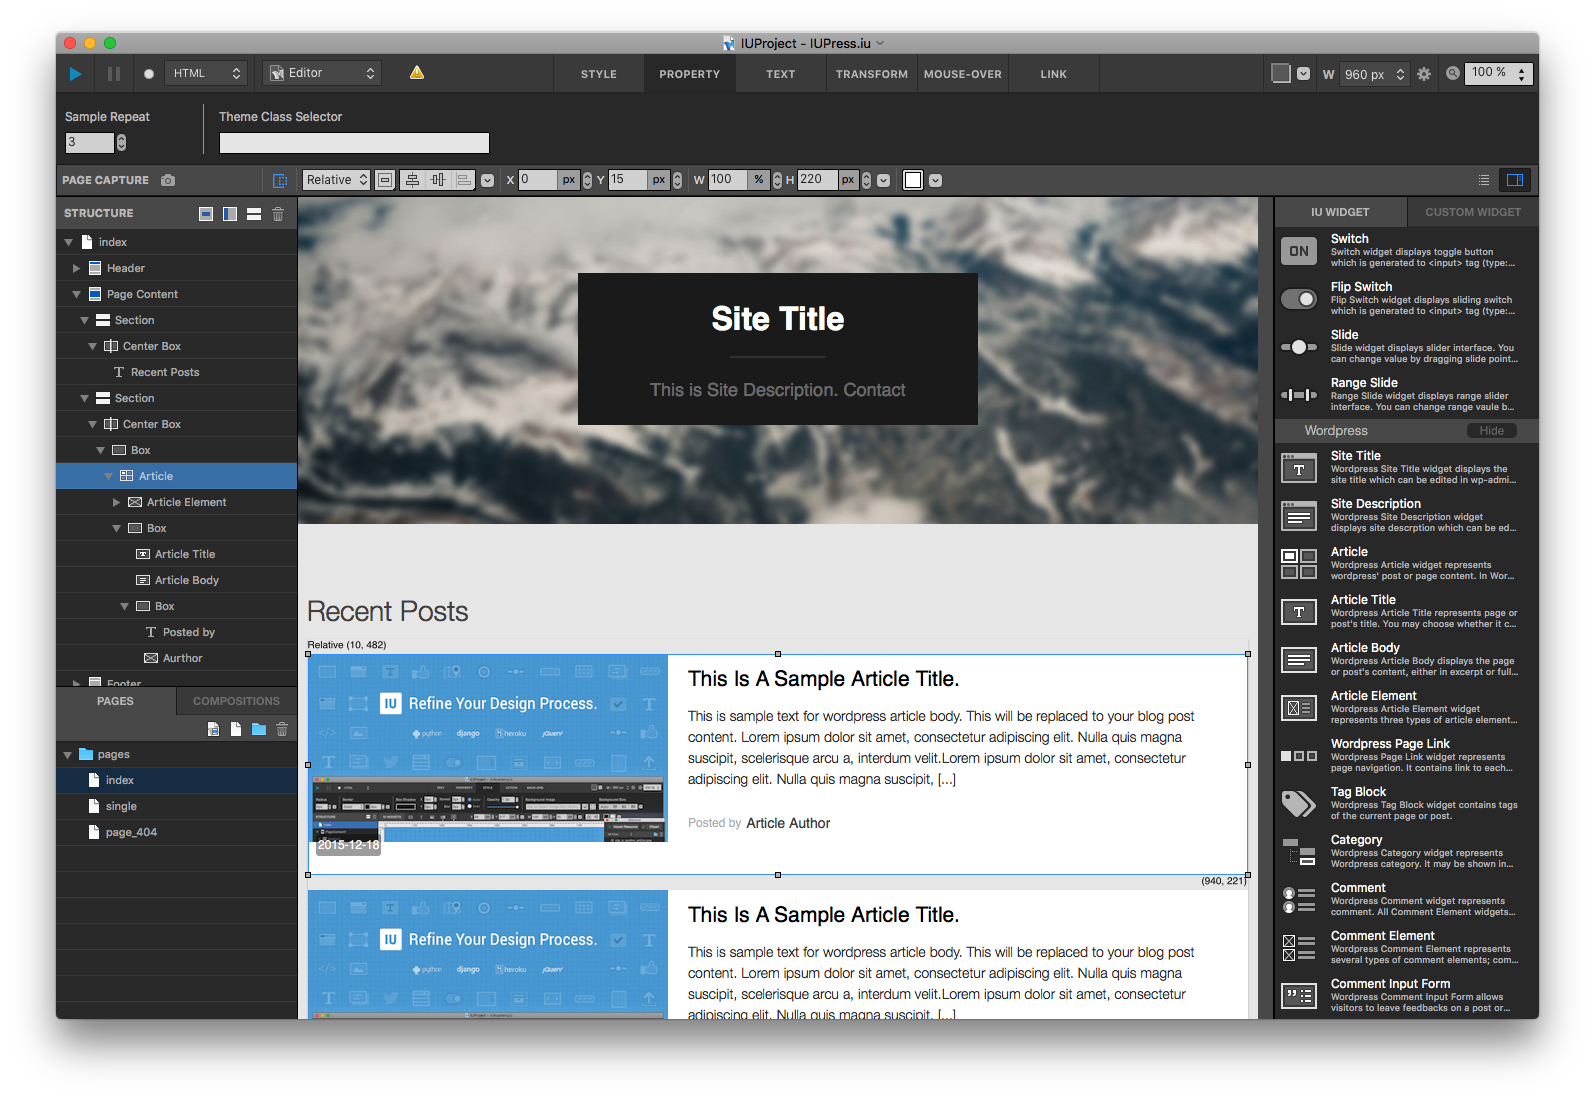 IUProject - IUPress.iu
HTML
Editor
STYLE
PROPERTY
TEXT
TRANSFORM
MOUSE-OVER
LINK
W 960 px
100 %
Sample Repeat
3
Theme Class Selector
PAGE CAPTURE
Relative
X 0 px
Y 15 px
W 100 %
H 220 px
STRUCTURE
index
Header
Page Content
Section
Center Box
Recent Posts
Section
Center Box
Box
Article
Article Element
Box
Article Title
Article Body
Box
Posted by
Aurthor
Footer
PAGES
COMPOSITIONS
pages
index
single
page_404
Site Title
This is Site Description. Contact
Recent Posts
Relative (10, 482)
IU Refine Your Design Process.
python django heroku jQuery
2015-12-18
This Is A Sample Article Title.
This is sample text for wordpress article body. This will be replaced to your blog post
content. Lorem ipsum dolor sit amet, consectetur adipiscing elit. Nulla quis magna
suscipit, scelerisque arcu a, interdum velit.Lorem ipsum dolor sit amet, consectetur
adipiscing elit. Nulla quis magna suscipit, [...]
Posted by Article Author
(940, 221)
IU Refine Your Design Process.
python django heroku jQuery
This Is A Sample Article Title.
This is sample text for wordpress article body. This will be replaced to your blog post
content. Lorem ipsum dolor sit amet, consectetur adipiscing elit. Nulla quis magna
suscipit, scelerisque arcu a, interdum velit.Lorem ipsum dolor sit amet, consectetur
adipiscing elit. Nulla quis magna suscipit, [...]
IU WIDGET
CUSTOM WIDGET
ON
Switch
Switch widget displays toggle button
which is generated to <input> tag (type:...
Flip Switch
Flip Switch widget displays sliding switch
which is generated to <input> tag (type:...
Slide
Slide widget displays slider interface. You
can change value by dragging slide point...
Range Slide
Range Slide widget displays range slider
interface. You can change range vaule b...
Wordpress
Hide
Site Title
Wordpress Site Title widget displays the
site title which can be edited in wp-admi...
Site Description
Wordpress Site Description widget
displays site descrption which can be ed...
Article
Wordpress Article widget represents
wordpress' post or page content. In Wor...
Article Title
Wordpress Article Title represents page or
post's title. You may choose whether it c...
Article Body
Wordpress Article Body displays the page
or post's content, either in excerpt or full...
Article Element
Wordpress Article Element widget
represents three types of article element...
Wordpress Page Link
Wordpress Page Link widget represents
page navigation. It contains link to each...
Tag Block
Wordpress Tag Block widget contains tags
of the current page or post.
Category
Wordpress Category widget represents
Wordpress category. It may be shown in...
Comment
Wordpress Comment widget represents
comment. All Comment Element widgets...
Comment Element
Wordpress Comment Element represents
several types of comment elements; com...
Comment Input Form
Wordpress Comment Input Form allows
visitors to leave feedbacks on a post or...